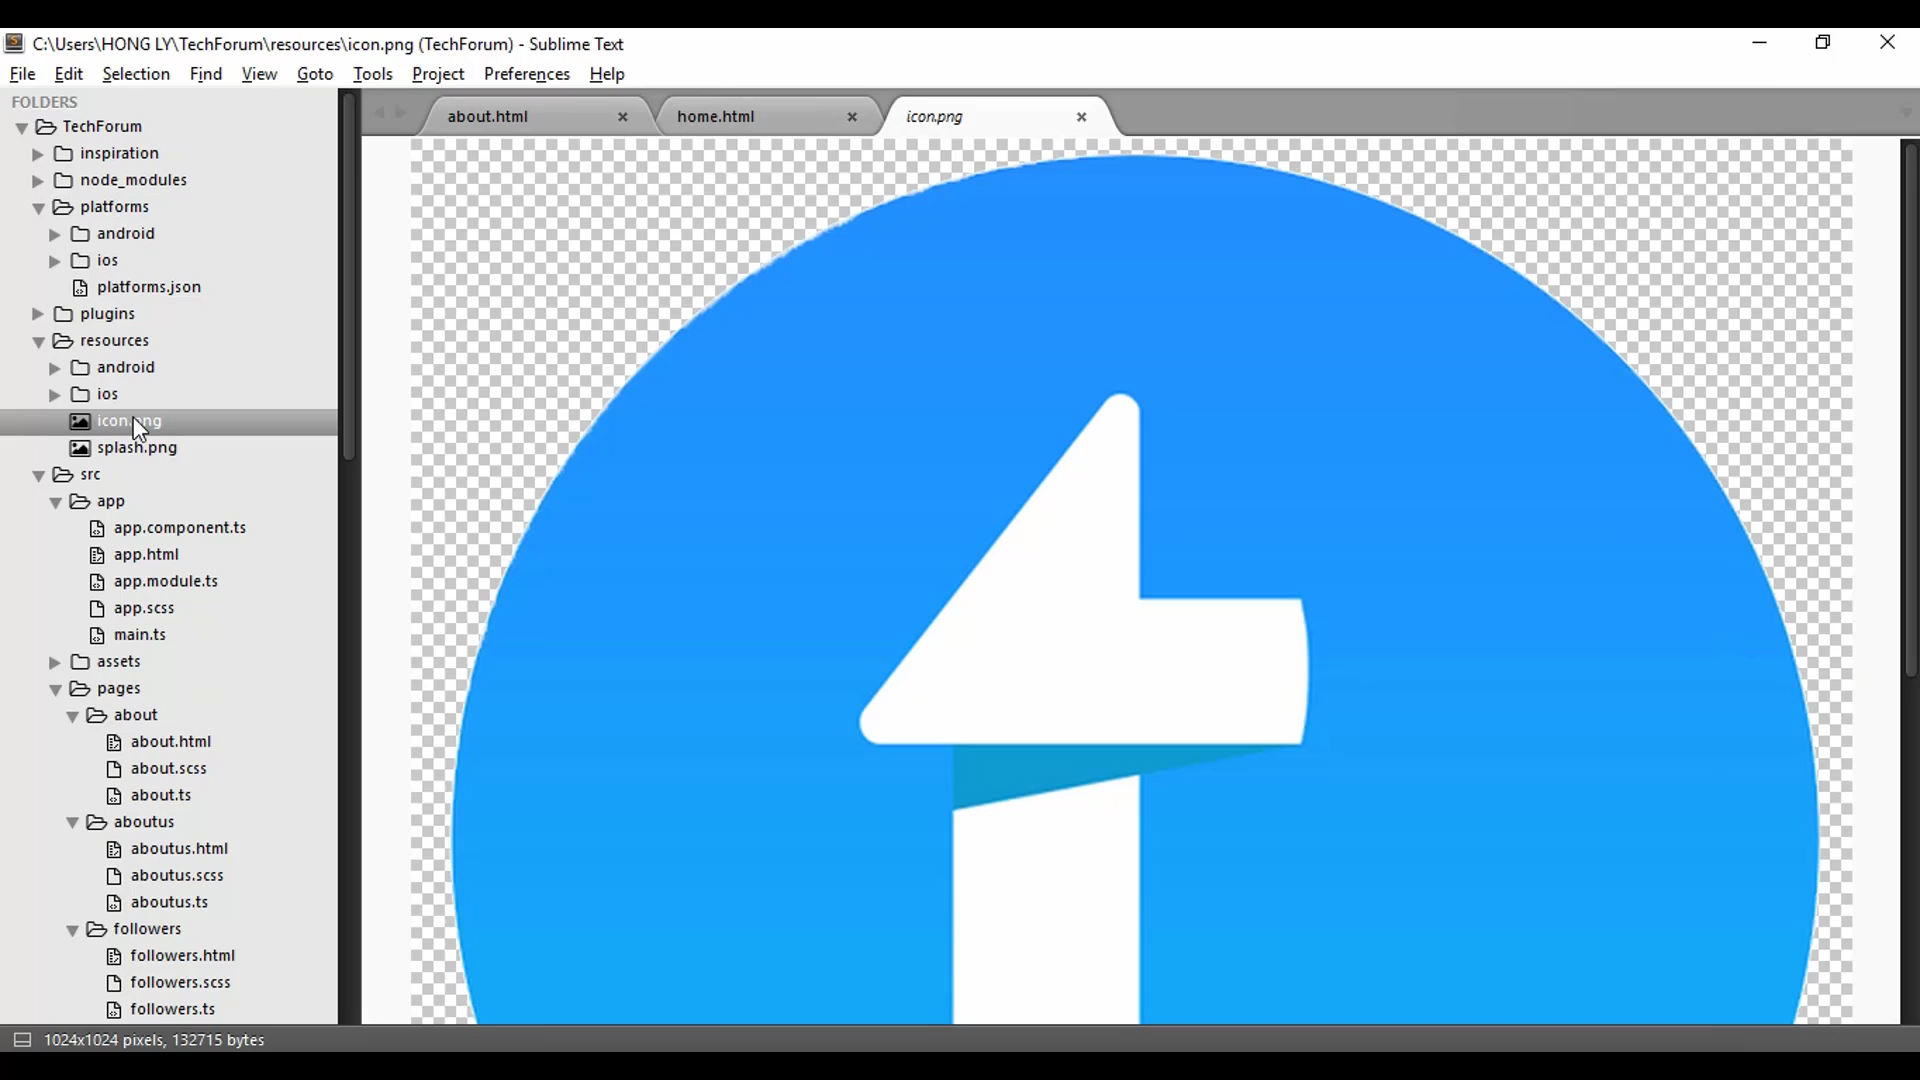 C:\Users\HONG LY\TechForum\resources\icon.png (TechForum) - Sublime Text
File Edit Selection Find View Goto Tools Project Preferences Help
FOLDERS
about.html home.html icon.png
TechForum
inspiration
node_modules
platforms
android
ios
platforms.json
plugins
resources
android
ios
icon.png
splash.png
src
app
app.component.ts
app.html
app.module.ts
app.scss
main.ts
assets
pages
about
about.html
about.scss
about.ts
aboutus
aboutus.html
aboutus.scss
aboutus.ts
followers
followers.html
followers.scss
followers.ts
1024x1024 pixels, 132715 bytes